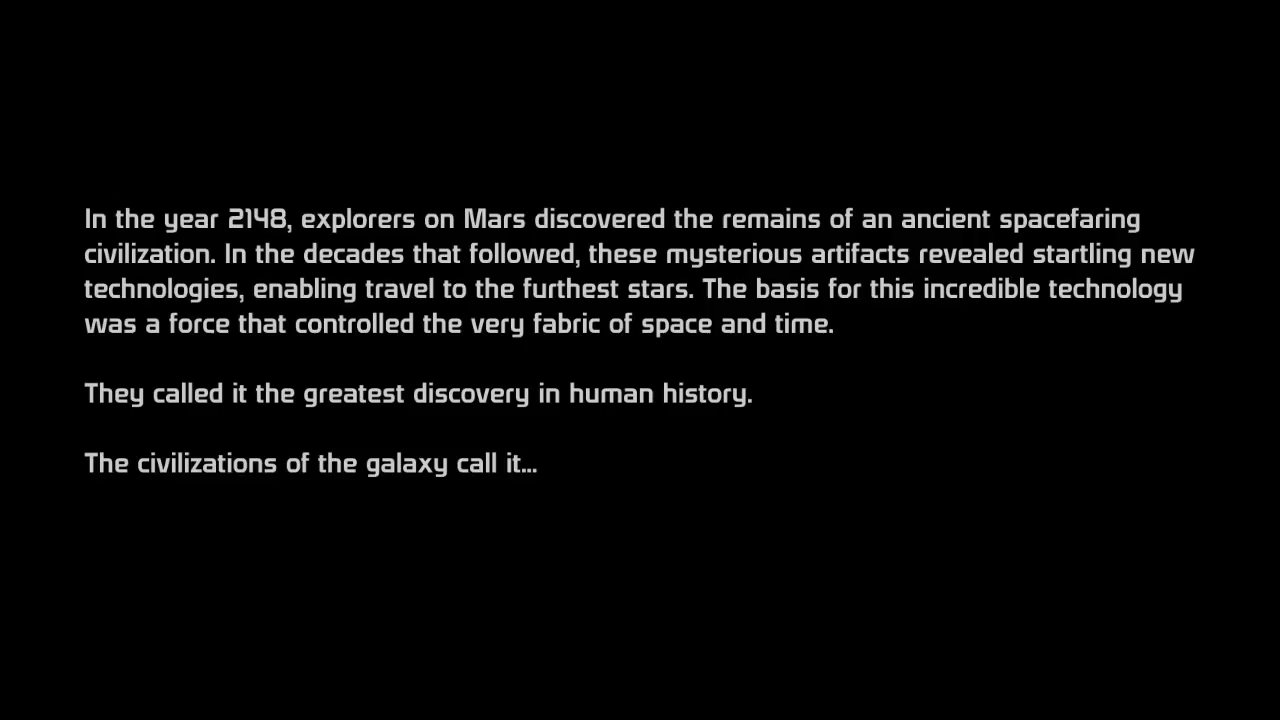 In the year 2148, explorers on Mars discovered the remains of an ancient spacefaring
civilization. In the decades that followed, these mysterious artifacts revealed startling new
technologies, enabling travel to the furthest stars. The basis for this incredible technology
was a force that controlled the very fabric of space and time.
They called it the greatest discovery in human history.
The civilizations of the galaxy call it...